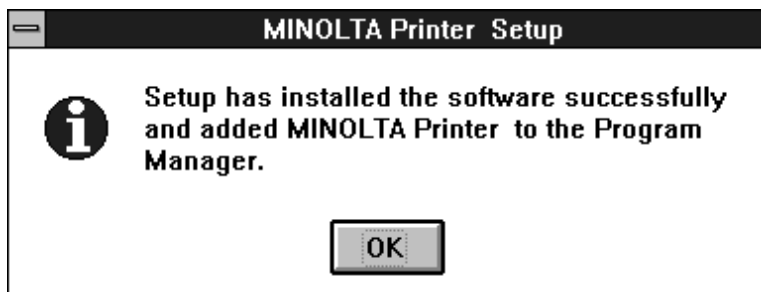 MINOLTA Printer  Setup
Setup has installed the software successfully
and added MINOLTA Printer  to the Program
Manager.
OK